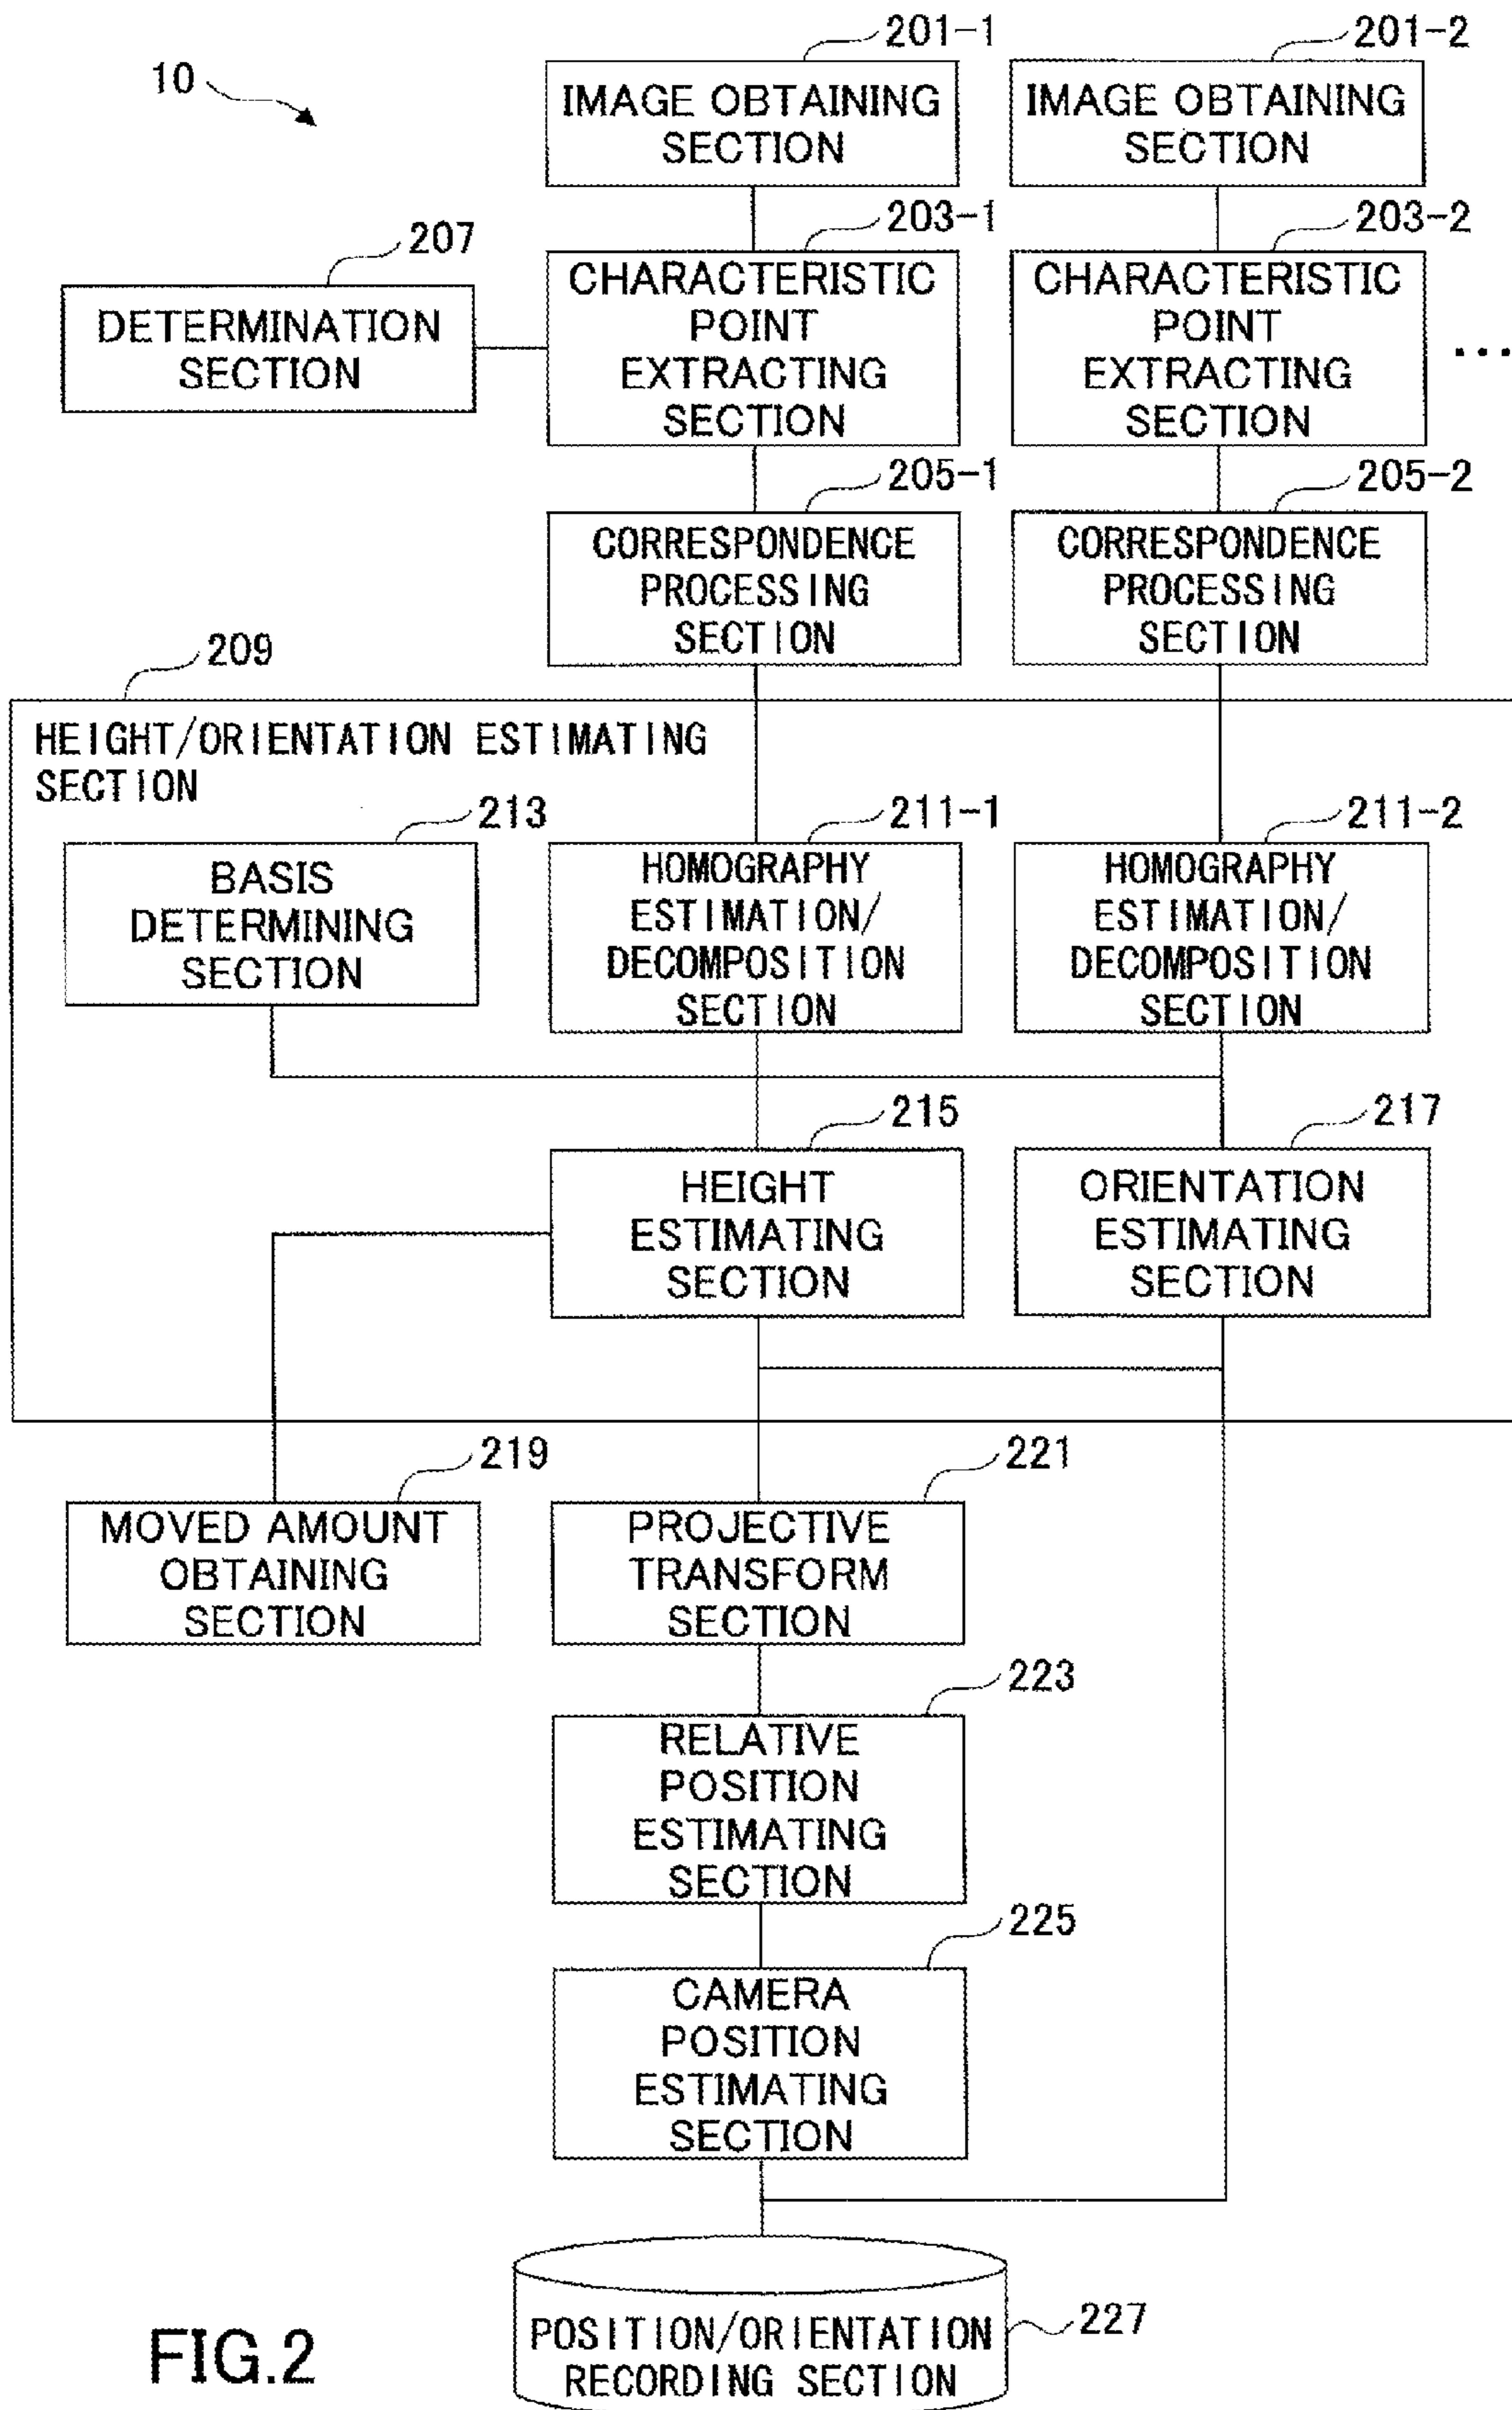 201-1
201-2
10
IMAGE OBTAINING
SECTION
IMAGE OBTAINING
SECTION
203-1
203-2
207
CHARACTERISTIC
POINT
EXTRACTING
SECTION
CHARACTERISTIC
POINT
EXTRACTING
SECTION
...
DETERMINATION
SECTION
205-1
205-2
CORRESPONDENCE
PROCESSING
SECTION
CORRESPONDENCE
PROCESSING
SECTION
209
HEIGHT/ORIENTATION ESTIMATING
SECTION
213
211-1
211-2
BASIS
DETERMINING
SECTION
HOMOGRAPHY
ESTIMATION/
DECOMPOSITION
SECTION
HOMOGRAPHY
ESTIMATION/
DECOMPOSITION
SECTION
215
217
HEIGHT
ESTIMATING
SECTION
ORIENTATION
ESTIMATING
SECTION
219
221
MOVED AMOUNT
OBTAINING
SECTION
PROJECTIVE
TRANSFORM
SECTION
223
RELATIVE
POSITION
ESTIMATING
SECTION
225
CAMERA
POSITION
ESTIMATING
SECTION
227
POSITION/ORIENTATION
RECORDING SECTION
FIG.2